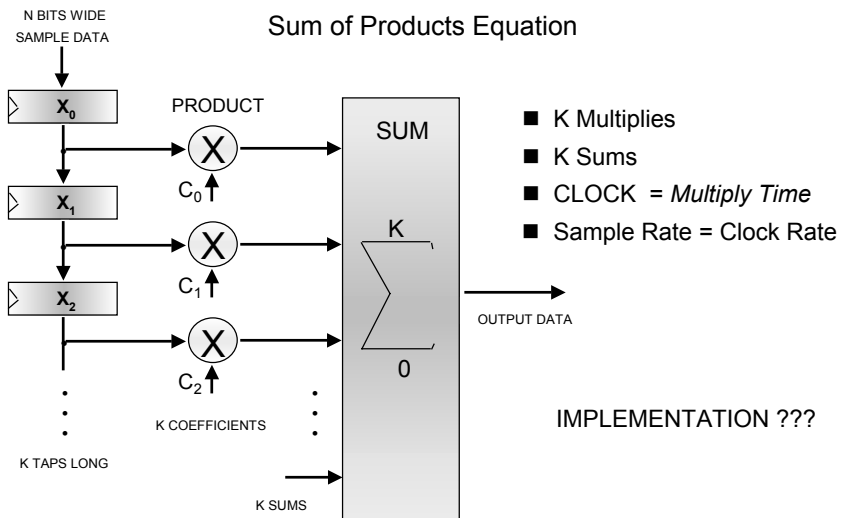 Sum of Products Equation
N BITS WIDE
SAMPLE DATA
X0
X1
X2
K TAPS LONG
PRODUCT
X
C0
X
C1
X
C2
K COEFFICIENTS
SUM
K
0
K SUMS
OUTPUT DATA
■ K Multiplies
■ K Sums
■ CLOCK = Multiply Time
■ Sample Rate = Clock Rate
IMPLEMENTATION ???